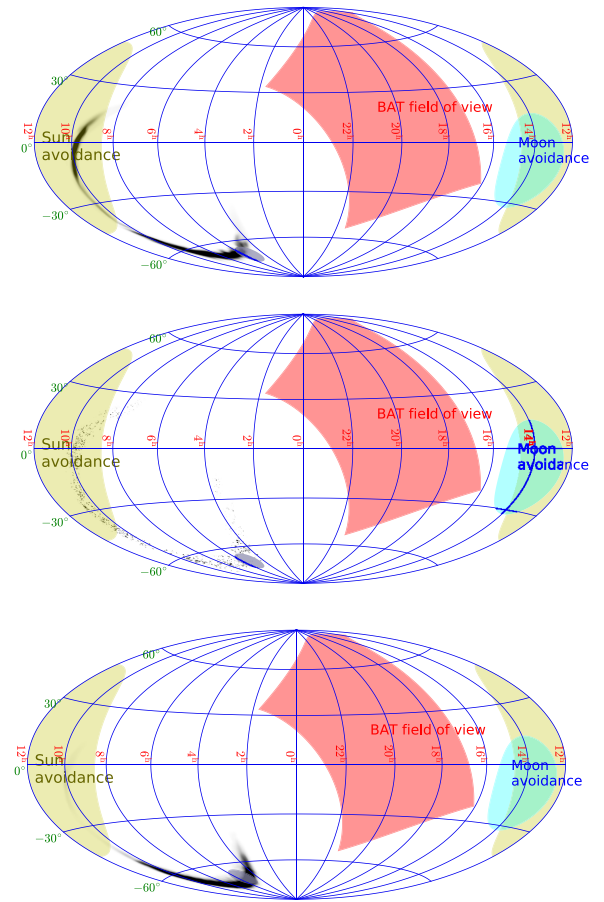 60°
30°
BAT field of view
12ʰ
10ʰ
8ʰ
6ʰ
4ʰ
2ʰ
0ʰ
22ʰ
20ʰ
18ʰ
16ʰ
14ʰ
12ʰ
0°
Sun
avoidance
Moon
avoidance
−30°
−60°
60°
30°
BAT field of view
12ʰ
10ʰ
8ʰ
6ʰ
4ʰ
2ʰ
0ʰ
22ʰ
20ʰ
18ʰ
16ʰ
14ʰ
12ʰ
0°
Sun
avoidance
Moon
avoidance
−30°
−60°
60°
30°
BAT field of view
12ʰ
10ʰ
8ʰ
6ʰ
4ʰ
2ʰ
0ʰ
22ʰ
20ʰ
18ʰ
16ʰ
14ʰ
12ʰ
0°
Sun
avoidance
Moon
avoidance
−30°
−60°